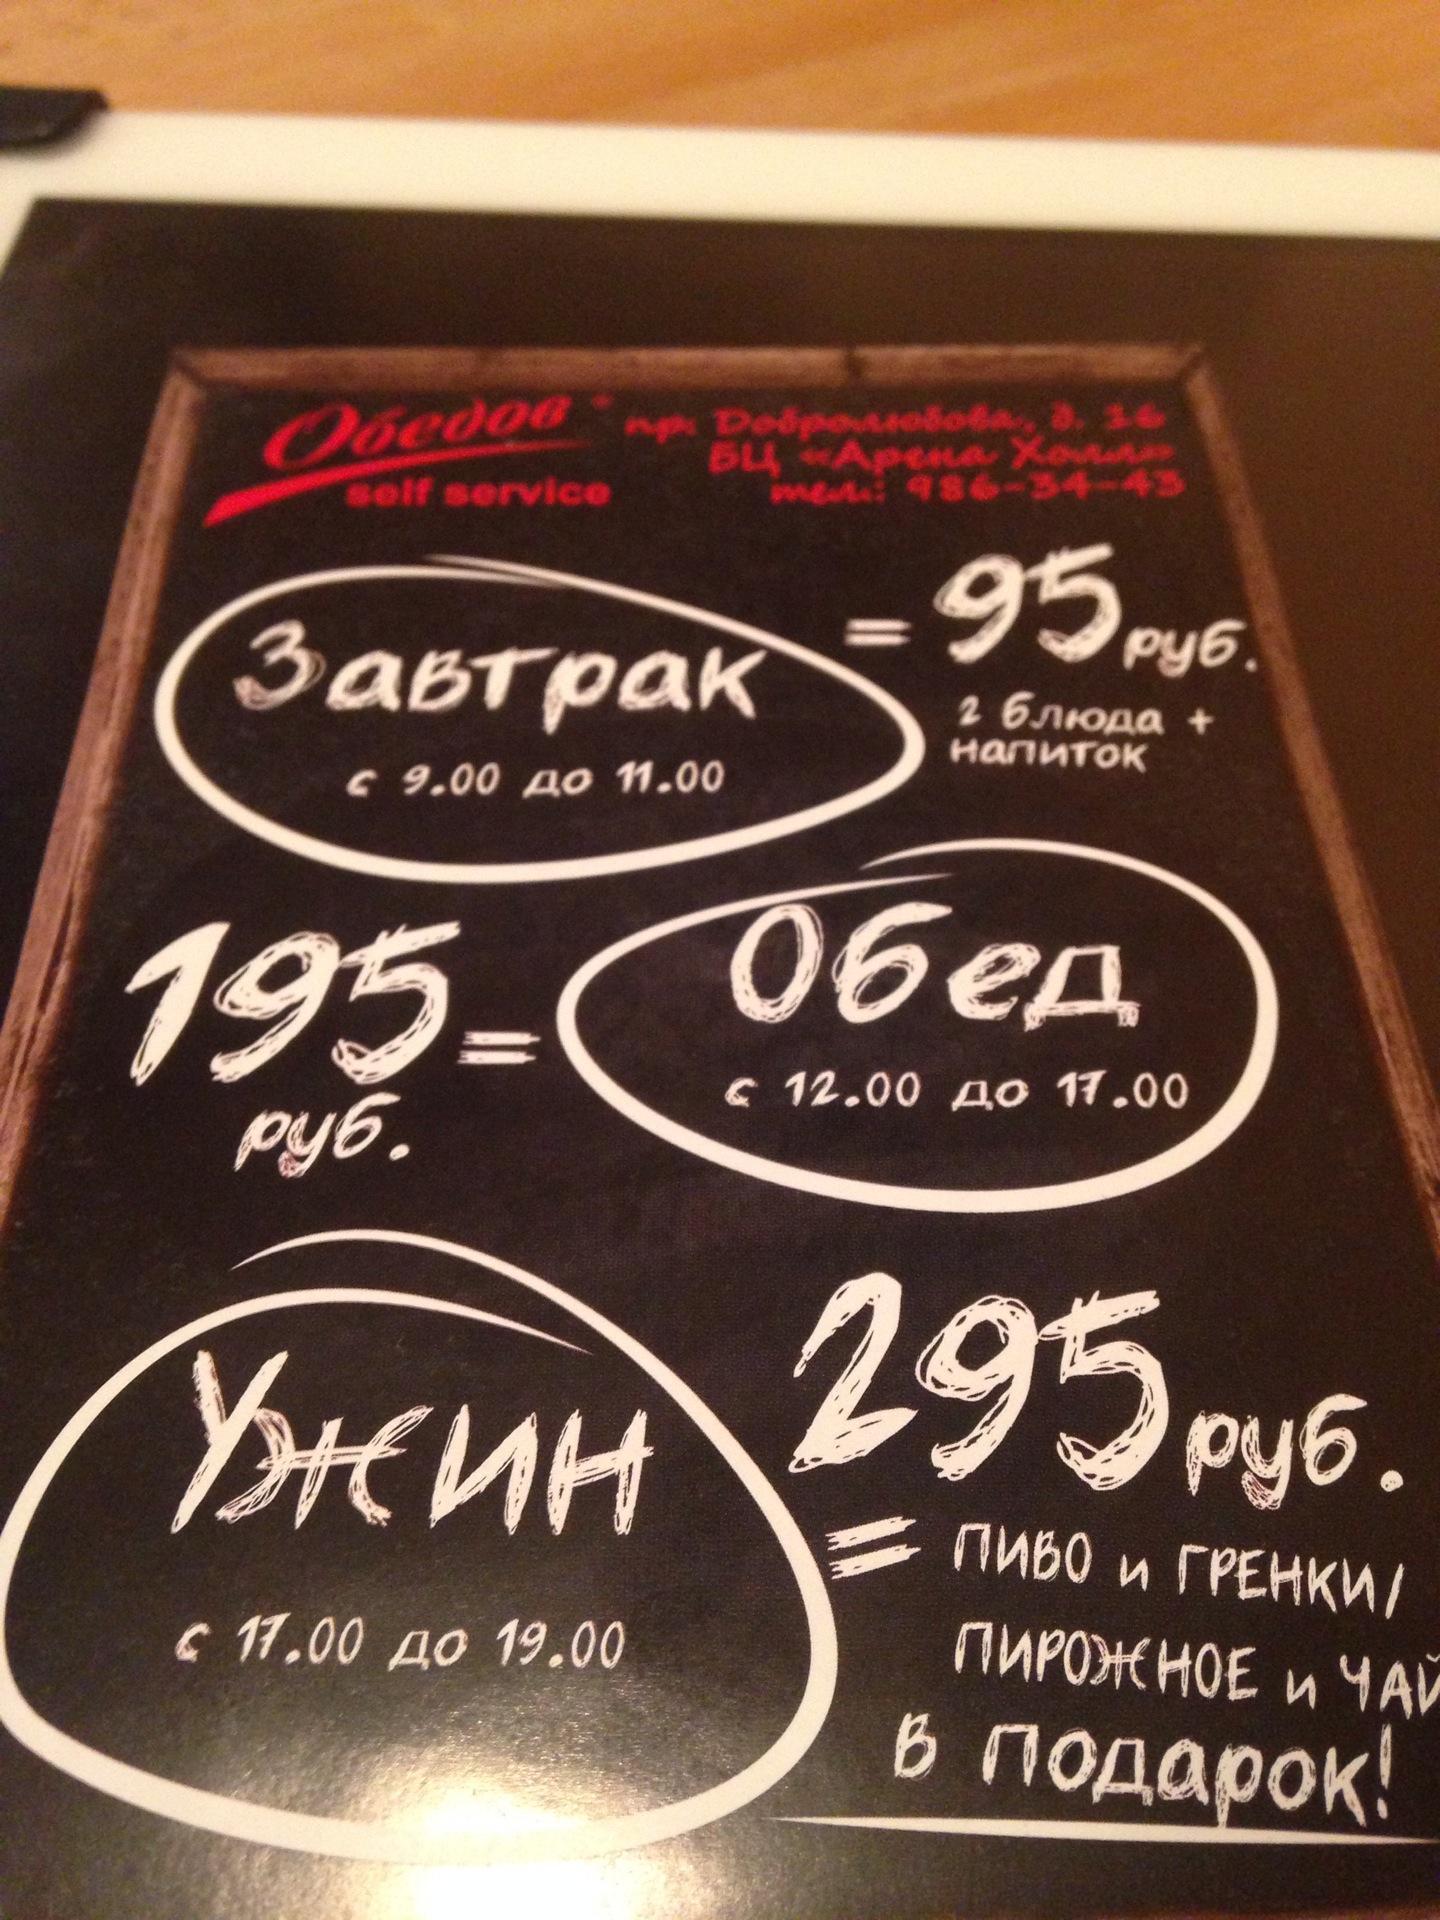 Обедов
self service
пр. Добролюбова, д. 16
БЦ «Арена Холл»
тел: 986-34-43
Завтрак
с 9.00 до 11.00
= 95 руб.
2 блюда +
напиток
195
руб.
=
Обед
с 12.00 до 17.00
Ужин
с 17.00 до 19.00
295 руб.
= ПИВО и ГРЕНКИ/
ПИРОЖНОЕ и ЧАЙ
В ПОДАРОК!